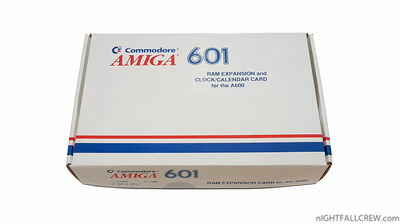 Commodore®
AMIGA® 601
RAM EXPANSION and
CLOCK/CALENDAR CARD
for the A600
Commodore®
AMIGA 601
RAM EXPANSION CARD for the A600
nIGHTFALLCREW.com